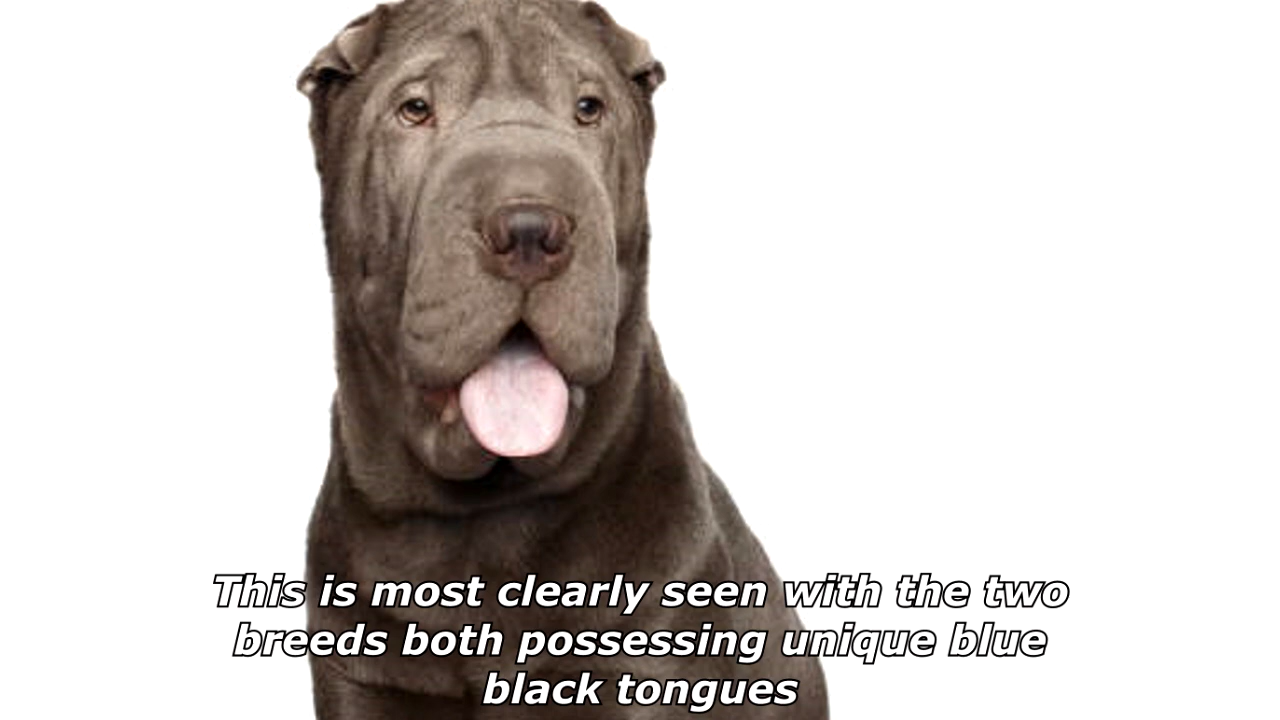 This is most clearly seen with the two
breeds both possessing unique blue
black tongues